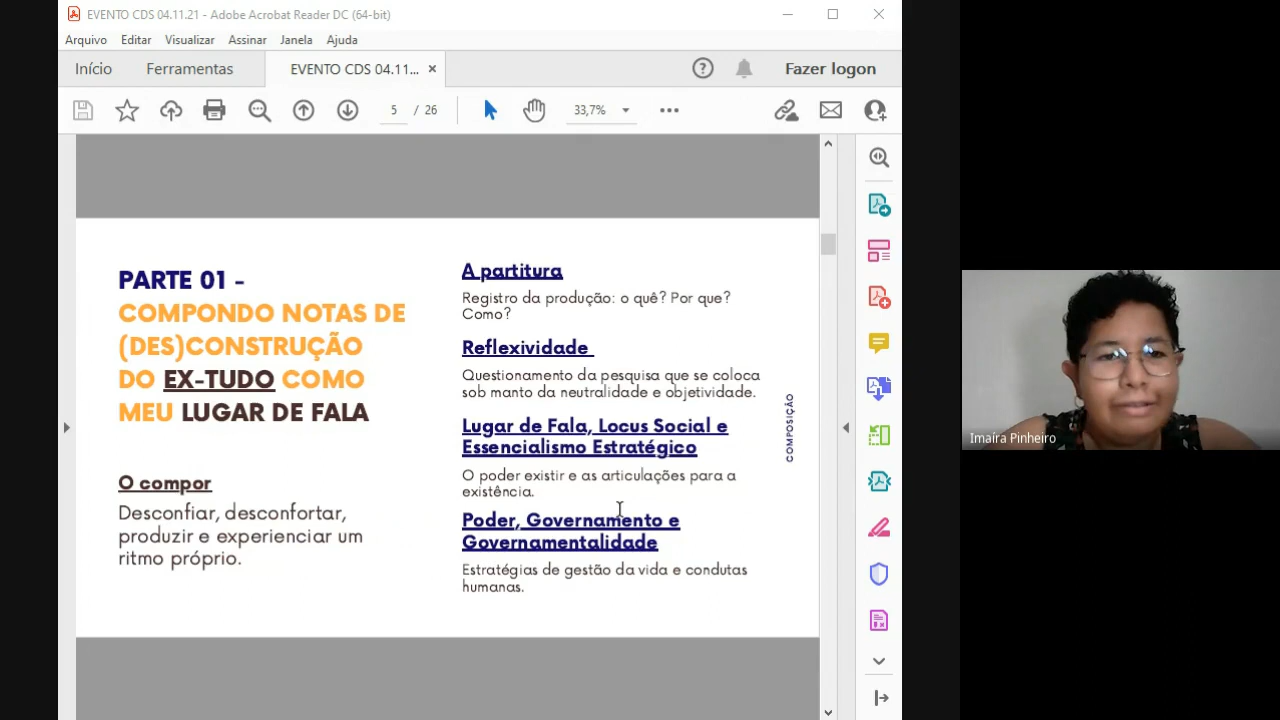 EVENTO CDS 04.11.21 - Adobe Acrobat Reader DC (64-bit)
Arquivo Editar Visualizar Assinar Janela Ajuda
Início Ferramentas EVENTO CDS 04.11... × Fazer logon
5 / 26 33,7%
PARTE 01 -
COMPONDO NOTAS DE
(DES)CONSTRUÇÃO
DO EX-TUDO COMO
MEU LUGAR DE FALA
O compor
Desconfiar, desconfortar,
produzir e experienciar um
ritmo próprio.
A partitura
Registro da produção: o quê? Por que?
Como?
Reflexividade
Questionamento da pesquisa que se coloca
sob manto da neutralidade e objetividade.
Lugar de Fala, Locus Social e
Essencialismo Estratégico
O poder existir e as articulações para a
existência.
Poder, Governamento e
Governamentalidade
Estratégias de gestão da vida e condutas
humanas.
COMPOSIÇÃO
Imaíra Pinheiro